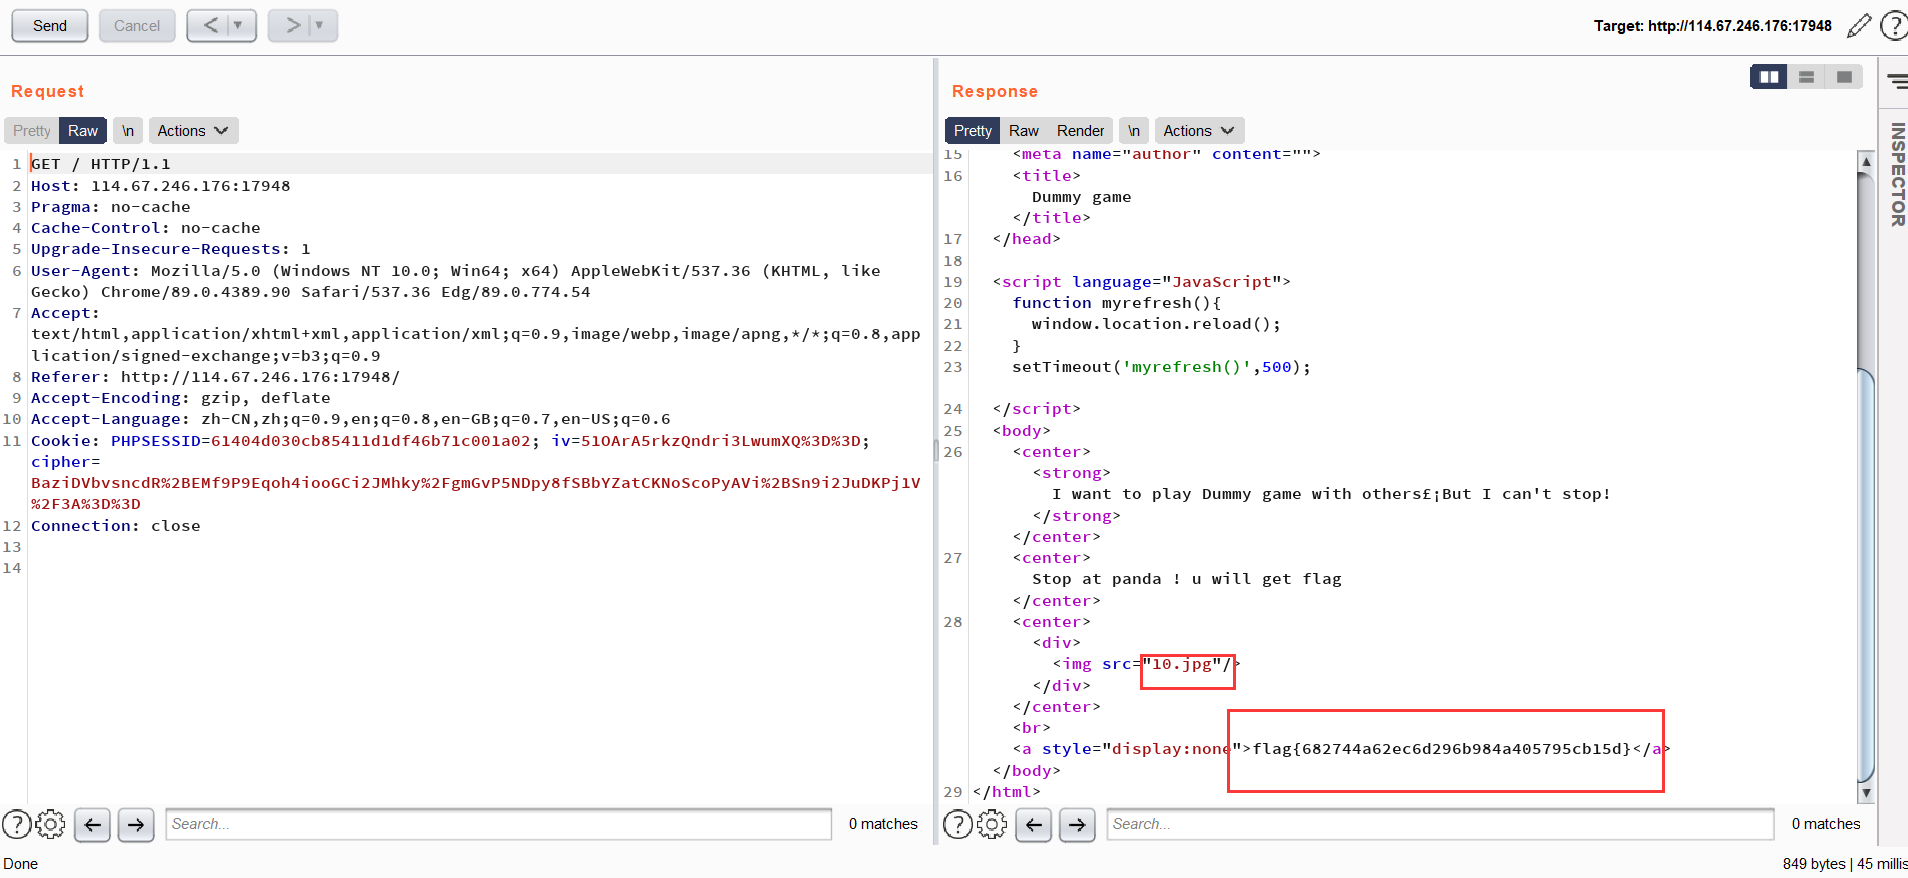 Send Cancel < ▼ > ▼ Target: http://114.67.246.176:17948 ?
Request
Pretty Raw \n Actions
1 GET / HTTP/1.1
2 Host: 114.67.246.176:17948
3 Pragma: no-cache
4 Cache-Control: no-cache
5 Upgrade-Insecure-Requests: 1
6 User-Agent: Mozilla/5.0 (Windows NT 10.0; Win64; x64) AppleWebKit/537.36 (KHTML, like
Gecko) Chrome/89.0.4389.90 Safari/537.36 Edg/89.0.774.54
7 Accept:
text/html,application/xhtml+xml,application/xml;q=0.9,image/webp,image/apng,*/*;q=0.8,app
lication/signed-exchange;v=b3;q=0.9
8 Referer: http://114.67.246.176:17948/
9 Accept-Encoding: gzip, deflate
10 Accept-Language: zh-CN,zh;q=0.9,en;q=0.8,en-GB;q=0.7,en-US;q=0.6
11 Cookie: PHPSESSID=61404d030cb85411d1df46b71c001a02; iv=51OArA5rkzQndri3LwumXQ%3D%3D;
cipher=
BaziDVbvsncdR%2BEMf9P9Eqoh4iooGCi2JMhky%2FgmGvP5NDpy8fSBbYZatCKNoScoPyAVi%2BSn9i2JuDKPj1V
%2F3A%3D%3D
12 Connection: close
13
14
Search... 0 matches
Done
Response
Pretty Raw Render \n Actions
15 <meta name="author" content="">
16 <title>
Dummy game
</title>
17 </head>
18
19 <script language="JavaScript">
20 function myrefresh(){
21 window.location.reload();
22 }
23 setTimeout('myrefresh()',500);
24 </script>
25 <body>
26 <center>
<strong>
I want to play Dummy game with others£¡But I can't stop!
</strong>
</center>
27 <center>
Stop at panda ! u will get flag
</center>
28 <center>
<div>
<img src="10.jpg"/>
</div>
</center>
<br>
<a style="display:none">flag{682744a62ec6d296b984a405795cb15d}</a>
</body>
29 </html>
Search... 0 matches
849 bytes | 45 millis
INSPECTOR